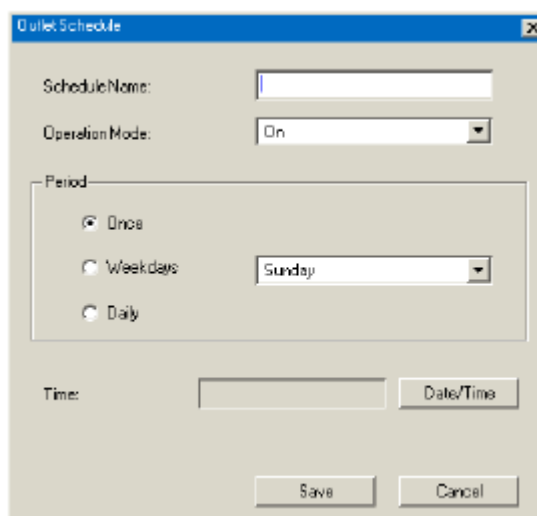 Outlet Schedule
Schedule Name:
Operation Mode: On
Period
Once
Weekdays Sunday
Daily
Time: Date/Time
Save Cancel